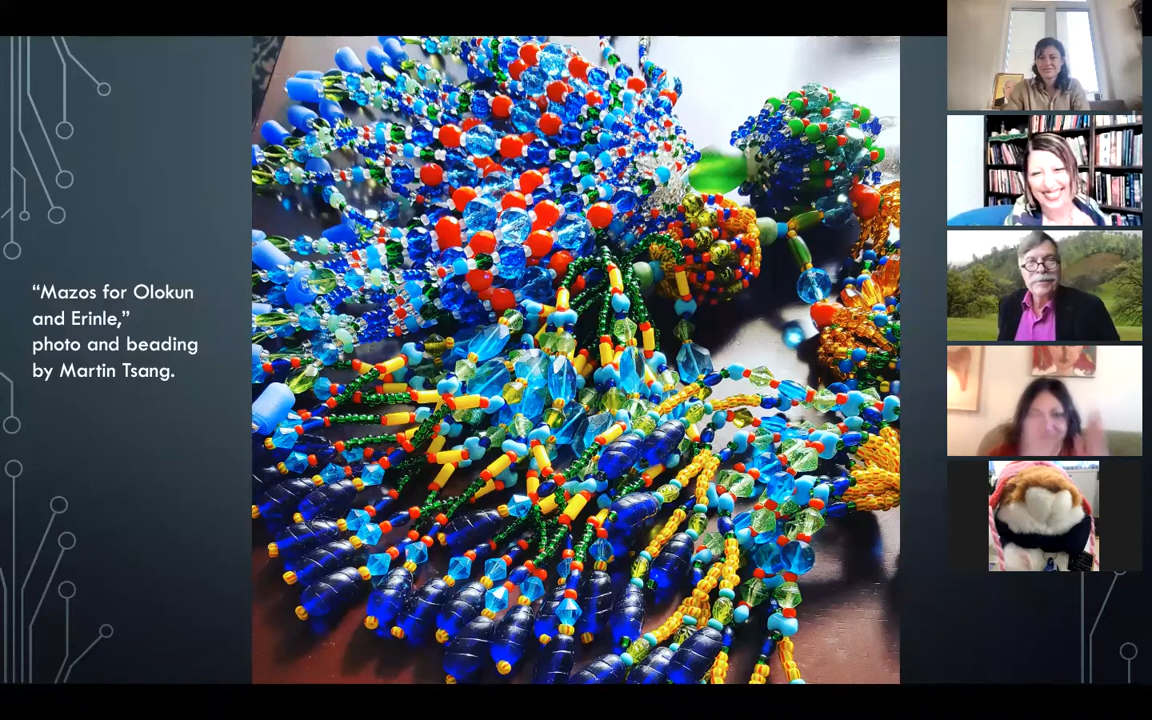 “Mazos for Olokun
and Erinle,”
photo and beading
by Martin Tsang.